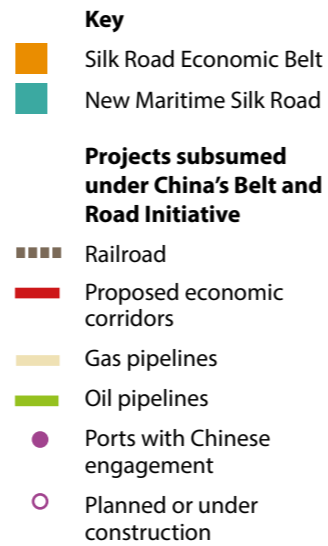 Key
Silk Road Economic Belt
New Maritime Silk Road
Projects subsumed
under China’s Belt and
Road Initiative
Railroad
Proposed economic
corridors
Gas pipelines
Oil pipelines
Ports with Chinese
engagement
Planned or under
construction